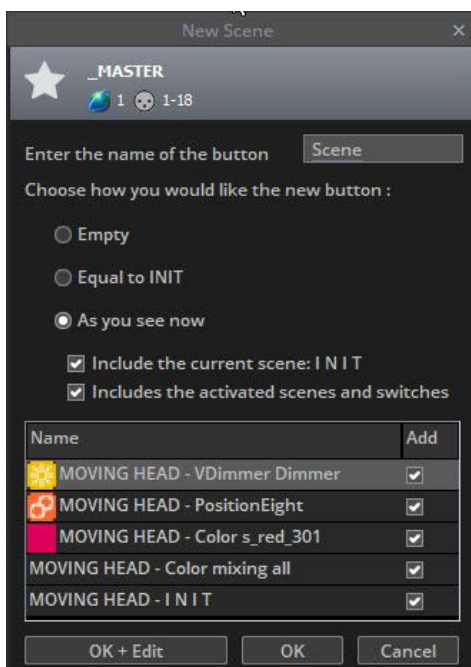 New Scene
_MASTER
1 1-18
Enter the name of the button Scene
Choose how you would like the new button :
Empty
Equal to INIT
As you see now
Include the current scene: I N I T
Includes the activated scenes and switches
Name Add
MOVING HEAD - VDimmer Dimmer
MOVING HEAD - PositionEight
MOVING HEAD - Color s_red_301
MOVING HEAD - Color mixing all
MOVING HEAD - I N I T
OK + Edit OK Cancel